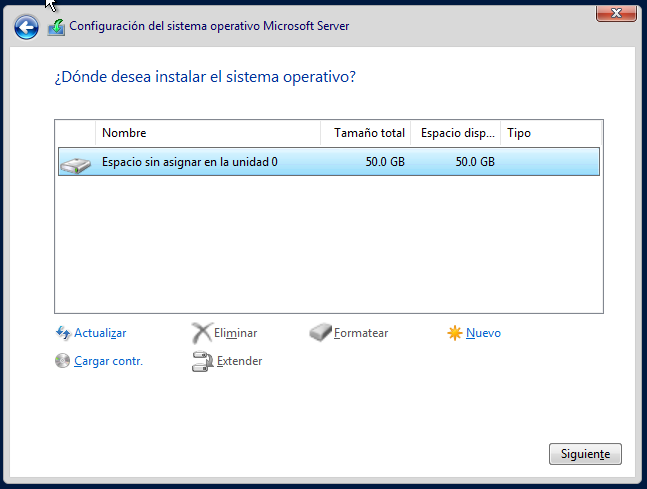 Configuración del sistema operativo Microsoft Server
¿Dónde desea instalar el sistema operativo?
Nombre Tamaño total Espacio disp... Tipo
Espacio sin asignar en la unidad 0 50.0 GB 50.0 GB
Actualizar Eliminar Formatear Nuevo
Cargar contr. Extender
Siguiente